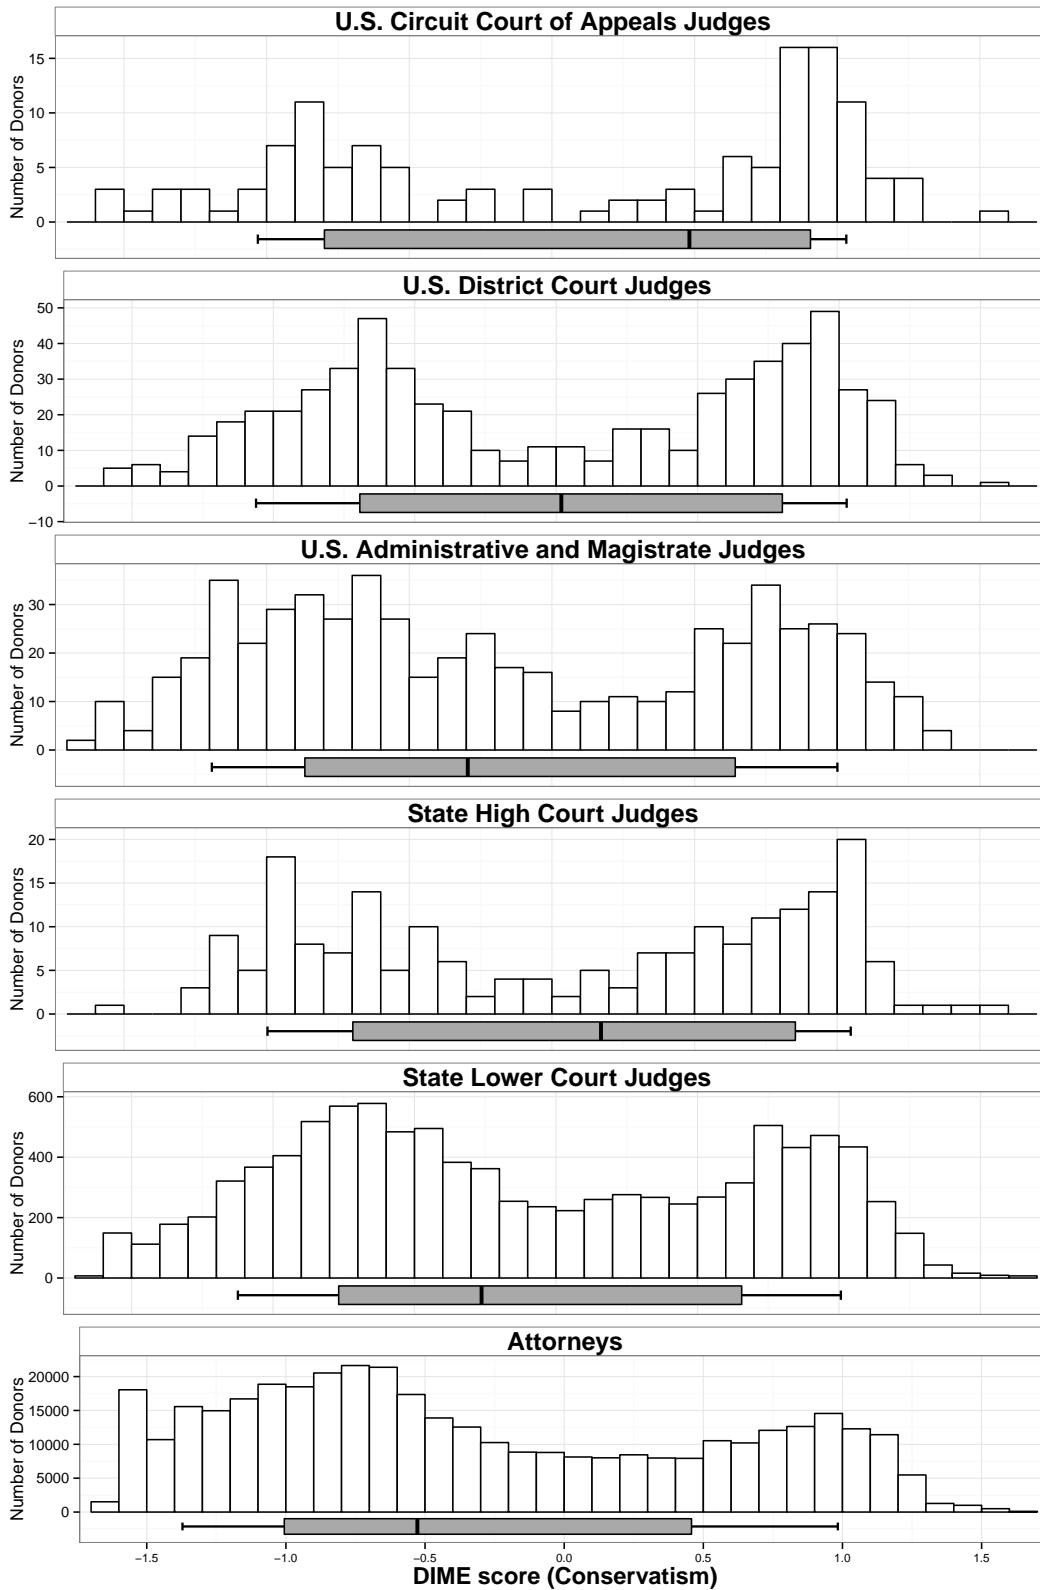 U.S. Circuit Court of Appeals Judges
15
10
5
0
Number of Donors
U.S. District Court Judges
50
40
30
20
10
0
−10
Number of Donors
U.S. Administrative and Magistrate Judges
30
20
10
0
Number of Donors
State High Court Judges
20
15
10
5
0
Number of Donors
State Lower Court Judges
600
400
200
0
Number of Donors
Attorneys
20000
15000
10000
5000
0
Number of Donors
−1.5 −1.0 −0.5 0.0 0.5 1.0 1.5
DIME score (Conservatism)